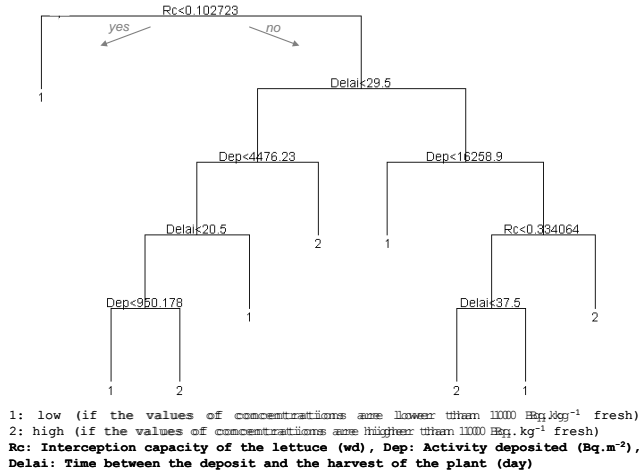 Rc<0.102723
yes
no
1
Delai<29.5
Dep<4476.23
Dep<16258.9
Delai<20.5
2
1
Rc<0.334064
Dep<950.178
1
Delai<37.5
2
1
2
2
1
1: low (if the values of concentrations are lower than Bq.kg⁻¹ fresh)
2: high (if the values of concentrations are higher than Bq.kg⁻¹ fresh)
Rc: Interception capacity of the lettuce (wd), Dep: Activity deposited (Bq.m⁻²),
Delai: Time between the deposit and the harvest of the plant (day)